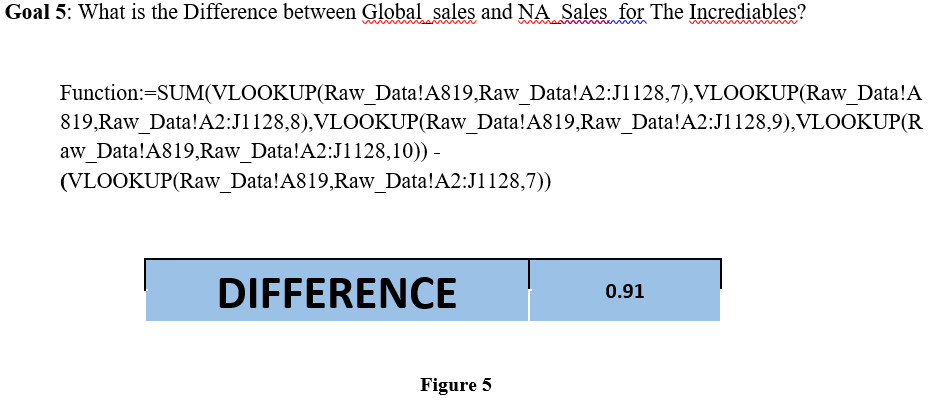 Goal 5: What is the Difference between Global_sales and NA_Sales_for The Incrediables?
Function:=SUM(VLOOKUP(Raw_Data!A819,Raw_Data!A2:J1128,7),VLOOKUP(Raw_Data!A
819,Raw_Data!A2:J1128,8),VLOOKUP(Raw_Data!A819,Raw_Data!A2:J1128,9),VLOOKUP(R
aw_Data!A819,Raw_Data!A2:J1128,10)) -
(VLOOKUP(Raw_Data!A819,Raw_Data!A2:J1128,7))
DIFFERENCE 0.91
Figure 5